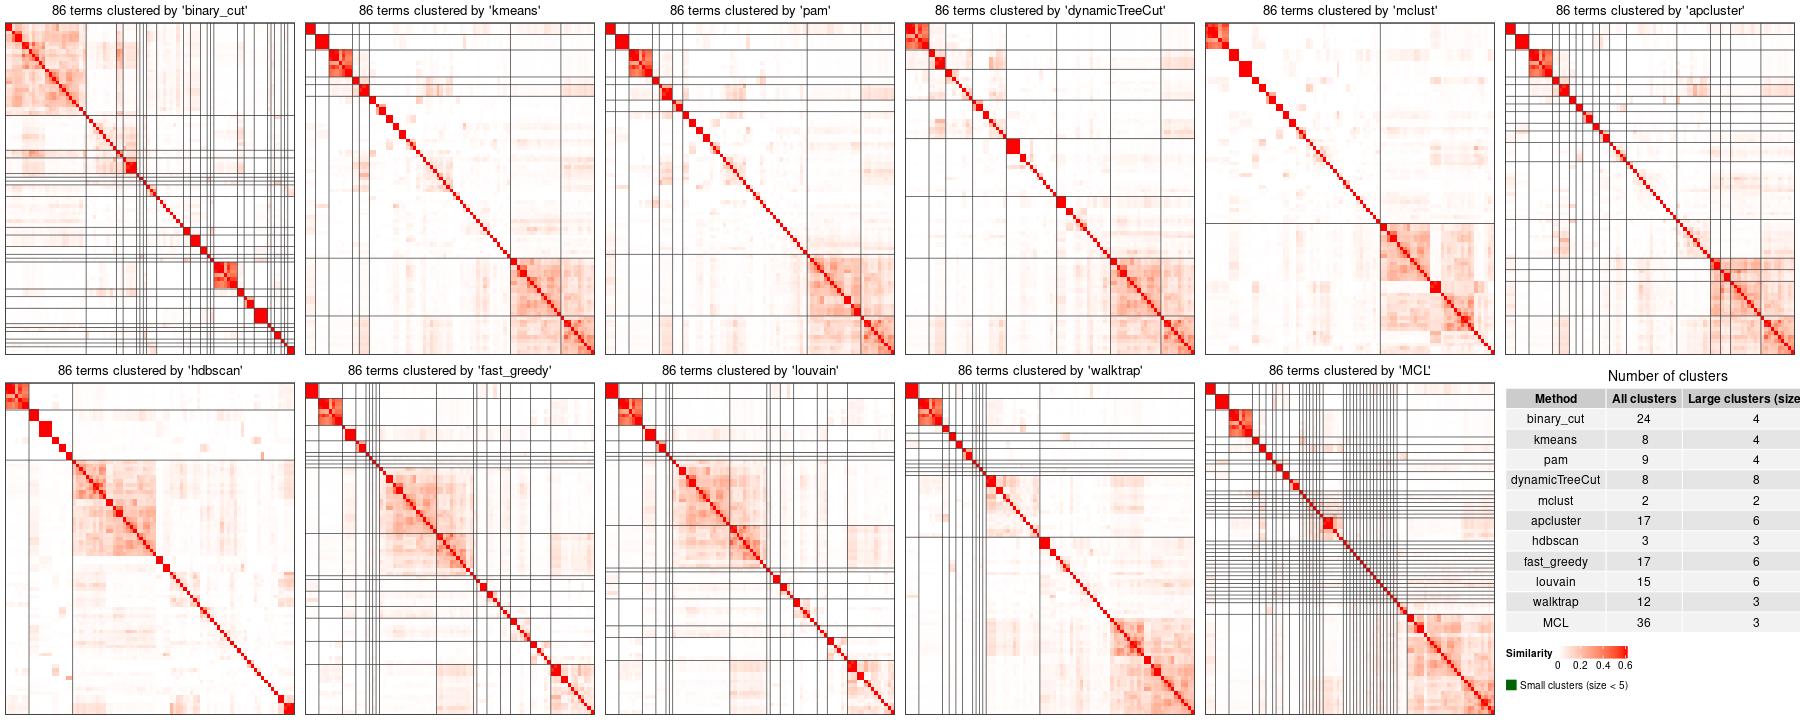 86 terms clustered by 'binary_cut'
86 terms clustered by 'kmeans'
86 terms clustered by 'pam'
86 terms clustered by 'dynamicTreeCut'
86 terms clustered by 'mclust'
86 terms clustered by 'apcluster'
86 terms clustered by 'hdbscan'
86 terms clustered by 'fast_greedy'
86 terms clustered by 'louvain'
86 terms clustered by 'walktrap'
86 terms clustered by 'MCL'
Number of clusters
Method All clusters Large clusters (size
binary_cut 24 4
kmeans 8 4
pam 9 4
dynamicTreeCut 8 8
mclust 2 2
apcluster 17 6
hdbscan 3 3
fast_greedy 17 6
louvain 15 6
walktrap 12 3
MCL 36 3
Similarity
0 0.2 0.4 0.6
Small clusters (size < 5)